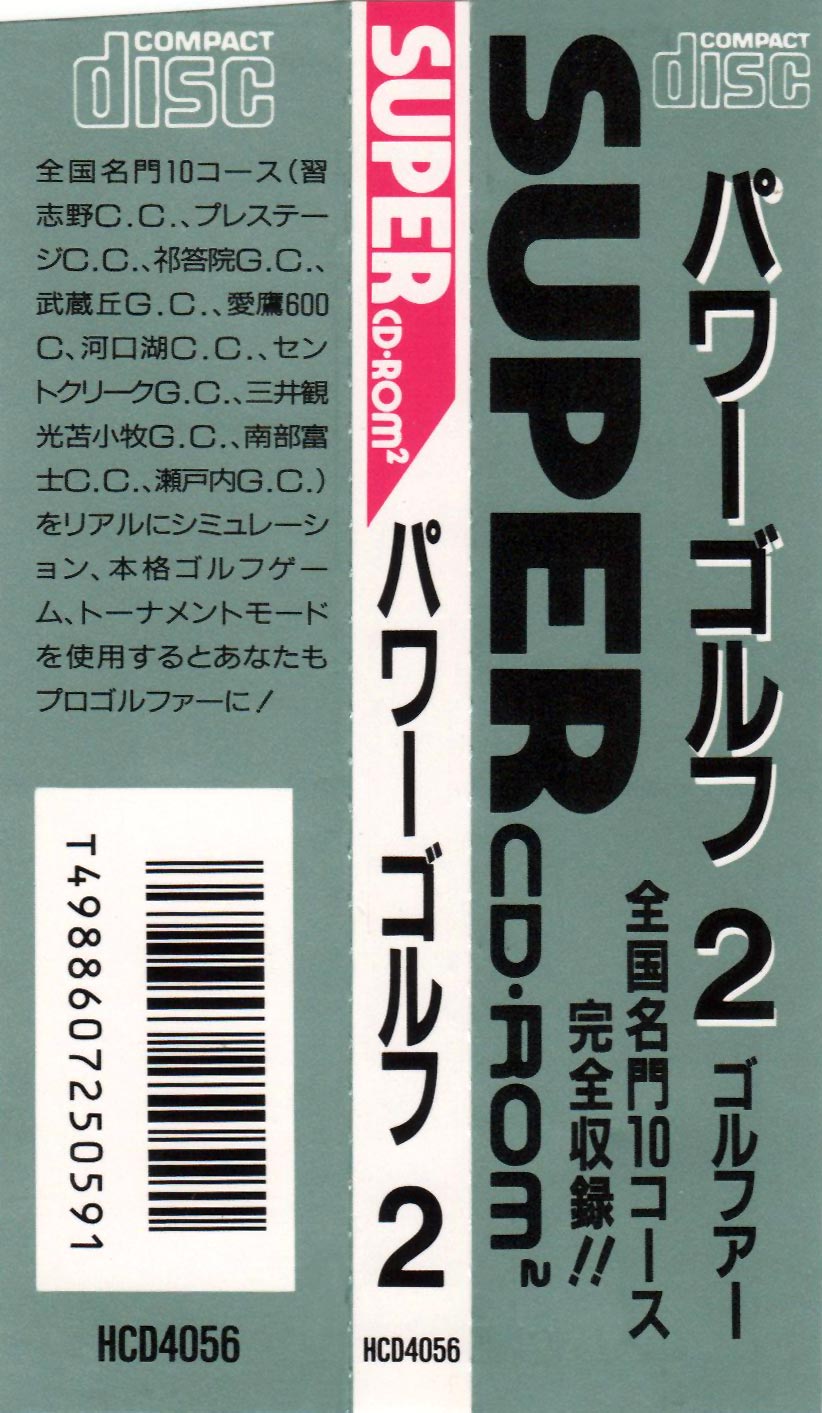 COMPACT
disc
全国名門10コース(習
志野C.C.、プレステー
ジC.C.、祁答院G.C.、
武蔵丘G.C.、愛鷹600
C、河口湖C.C.、セン
トクリークG.C.、三井観
光苫小牧G.C.、南部富
士C.C.、瀬戸内G.C.)
をリアルにシミュレーシ
ョン、本格ゴルフゲー
ム、トーナメントモード
を使用するとあなたも
プロゴルファーに!
T4988607250591
HCD4056
SUPER CD・ROM2
パワーゴルフ 2
HCD4056
COMPACT
disc
パワーゴルフ 2 ゴルファー
全国名門10コース
完全収録!!
SUPER CD・ROM2